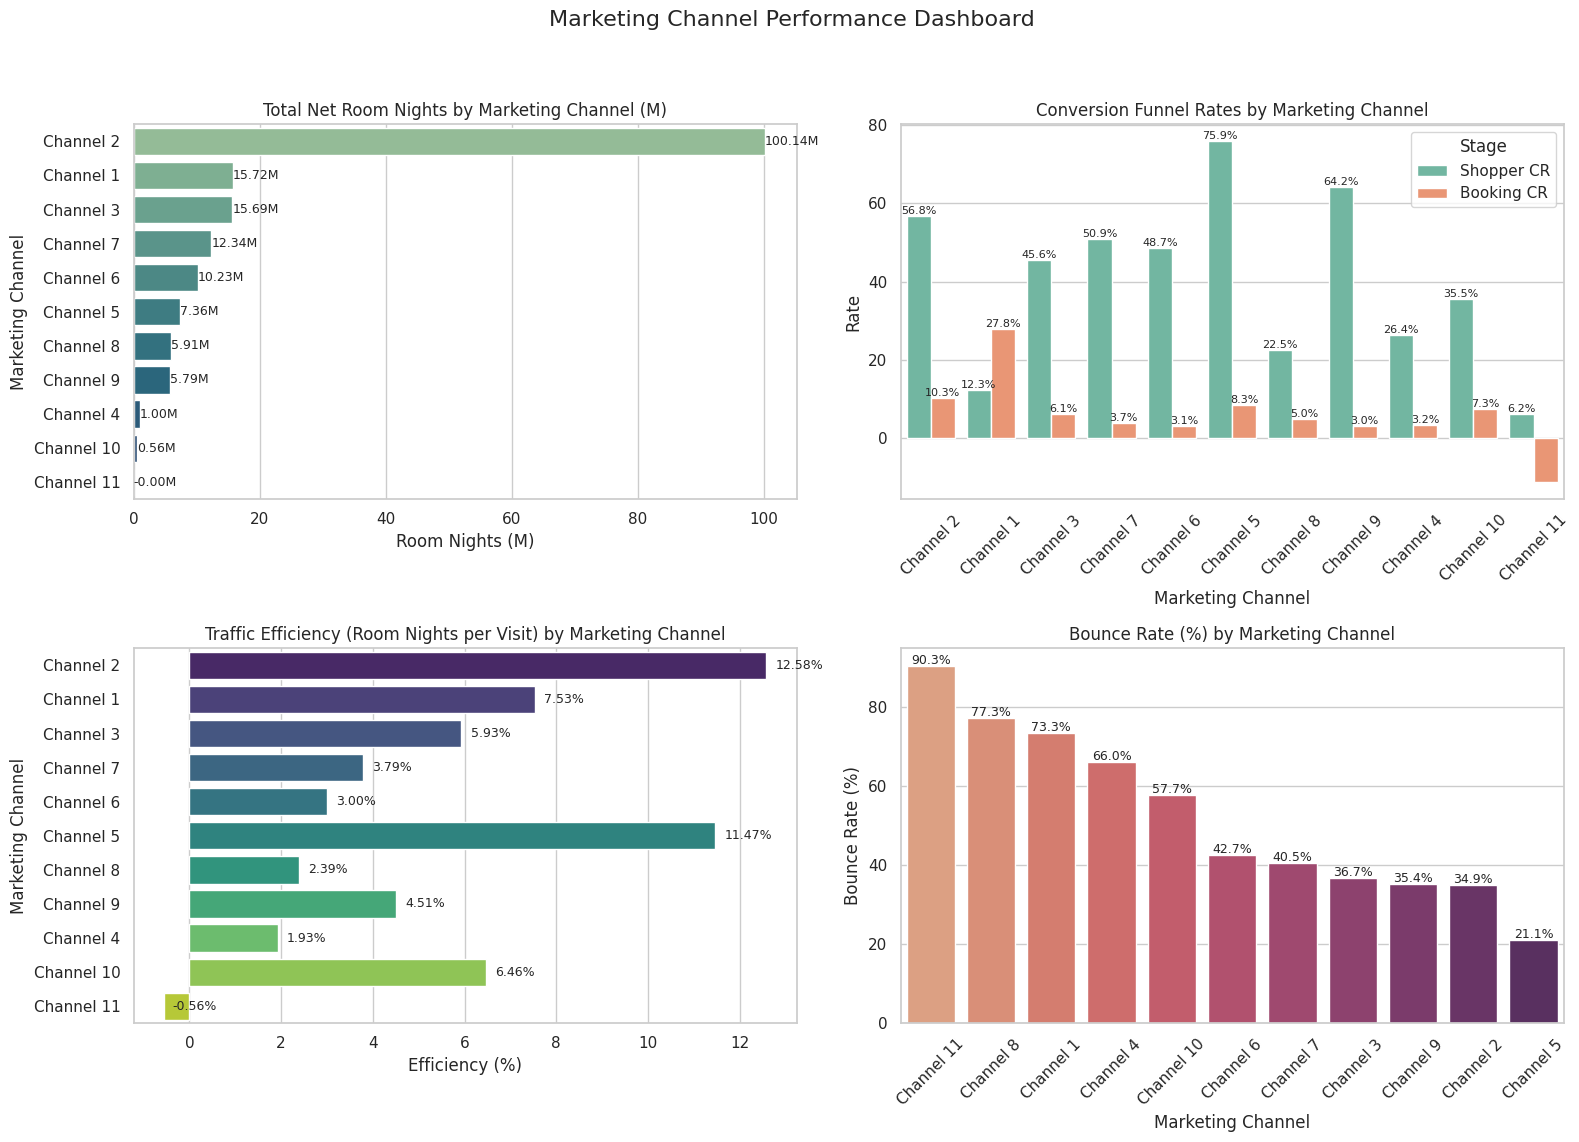 Marketing Channel Performance Dashboard
Total Net Room Nights by Marketing Channel (M)
Marketing Channel
Channel 2 100.14M
Channel 1 15.72M
Channel 3 15.69M
Channel 7 12.34M
Channel 6 10.23M
Channel 5 7.36M
Channel 8 5.91M
Channel 9 5.79M
Channel 4 1.00M
Channel 10 0.56M
Channel 11 -0.00M
0 20 40 60 80 100
Room Nights (M)
Conversion Funnel Rates by Marketing Channel
Rate
80
60
40
20
0
Stage
Shopper CR
Booking CR
56.8% 10.3% 12.3% 27.8% 45.6% 6.1% 50.9% 3.7% 48.7% 3.1% 75.9% 8.3% 22.5% 5.0% 64.2% 3.0% 26.4% 3.2% 35.5% 7.3% 6.2%
Channel 2 Channel 1 Channel 3 Channel 7 Channel 6 Channel 5 Channel 8 Channel 9 Channel 4 Channel 10 Channel 11
Marketing Channel
Traffic Efficiency (Room Nights per Visit) by Marketing Channel
Marketing Channel
Channel 2 12.58%
Channel 1 7.53%
Channel 3 5.93%
Channel 7 3.79%
Channel 6 3.00%
Channel 5 11.47%
Channel 8 2.39%
Channel 9 4.51%
Channel 4 1.93%
Channel 10 6.46%
Channel 11 -0.56%
0 2 4 6 8 10 12
Efficiency (%)
Bounce Rate (%) by Marketing Channel
Bounce Rate (%)
80
60
40
20
0
90.3% 77.3% 73.3% 66.0% 57.7% 42.7% 40.5% 36.7% 35.4% 34.9% 21.1%
Channel 11 Channel 8 Channel 1 Channel 4 Channel 10 Channel 6 Channel 7 Channel 3 Channel 9 Channel 2 Channel 5
Marketing Channel